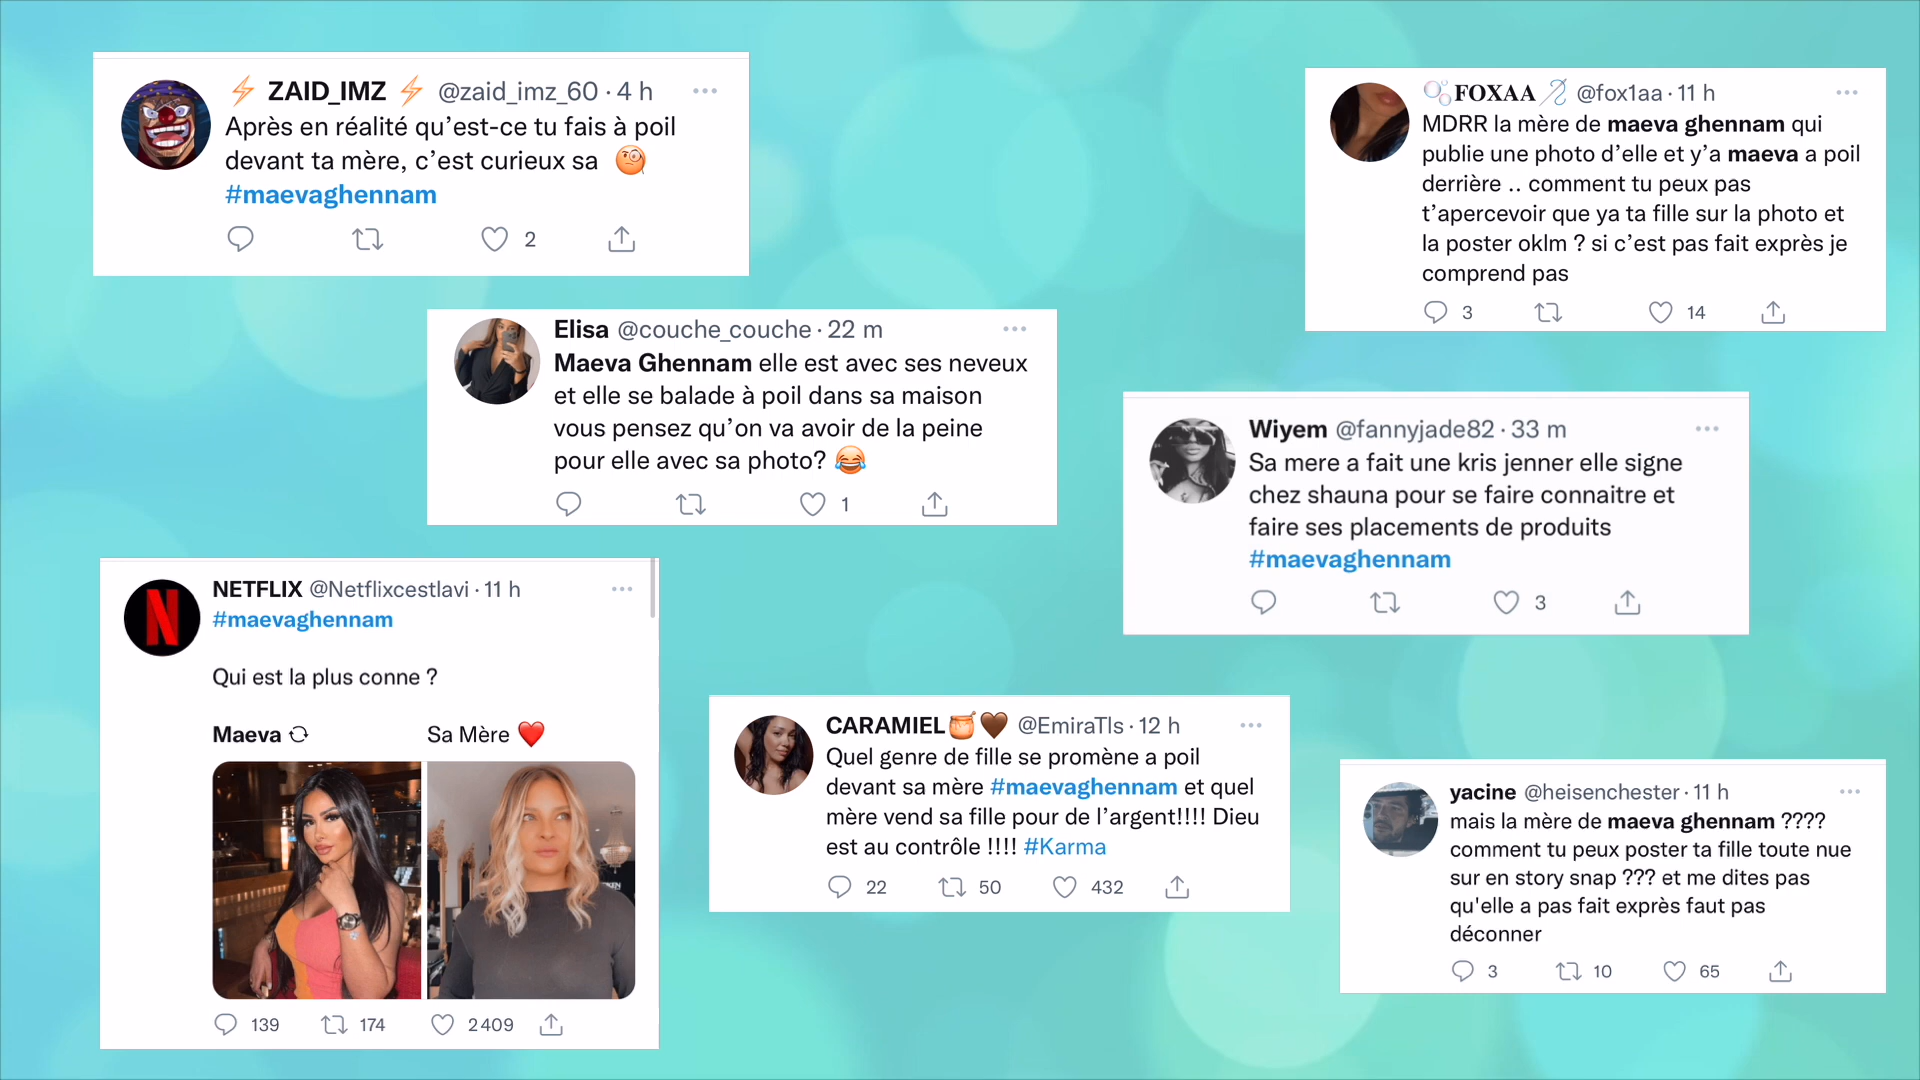 ⚡ ZAID_IMZ ⚡ @zaid_imz_60 · 4 h
Après en réalité qu’est-ce tu fais à poil
devant ta mère, c’est curieux sa 🧐
#maevaghennam
2
🫧FOXAA🪡 @fox1aa · 11 h
MDRR la mère de maeva ghennam qui
publie une photo d’elle et y’a maeva a poil
derrière .. comment tu peux pas
t’apercevoir que ya ta fille sur la photo et
la poster oklm ? si c’est pas fait exprès je
comprend pas
3 14
Elisa @couche_couche · 22 m
Maeva Ghennam elle est avec ses neveux
et elle se balade à poil dans sa maison
vous pensez qu’on va avoir de la peine
pour elle avec sa photo? 😂
1
Wiyem @fannyjade82 · 33 m
Sa mere a fait une kris jenner elle signe
chez shauna pour se faire connaitre et
faire ses placements de produits
#maevaghennam
3
NETFLIX @Netflixcestlavi · 11 h
#maevaghennam
Qui est la plus conne ?
Maeva Sa Mère ❤️
139 174 2 409
CARAMIEL🍯🤎 @EmiraTls · 12 h
Quel genre de fille se promène a poil
devant sa mère #maevaghennam et quel
mère vend sa fille pour de l’argent!!!! Dieu
est au contrôle !!!! #Karma
22 50 432
yacine @heisenchester · 11 h
mais la mère de maeva ghennam ????
comment tu peux poster ta fille toute nue
sur en story snap ??? et me dites pas
qu'elle a pas fait exprès faut pas
déconner
3 10 65